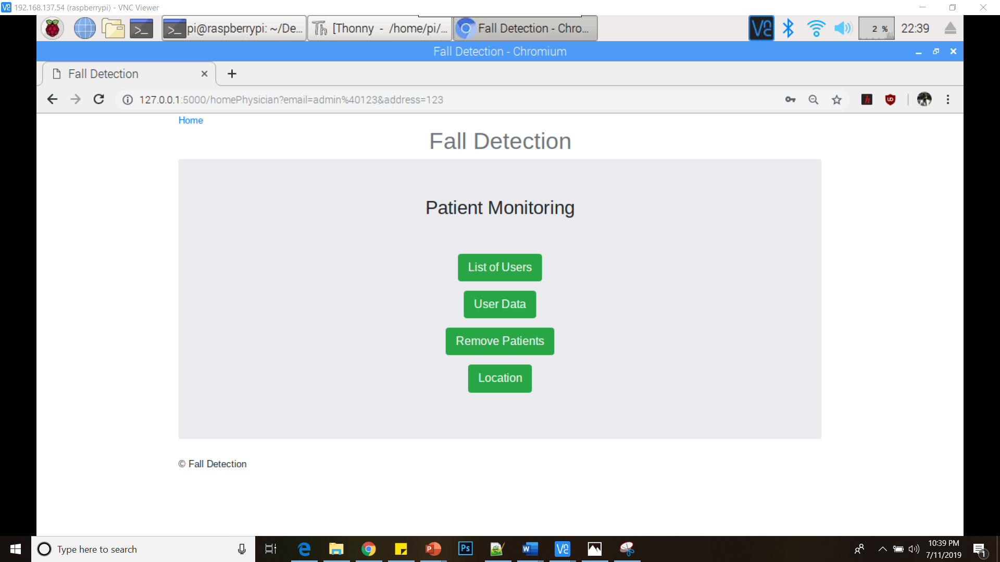 192.168.137.54 (raspberrypi) - VNC Viewer
pi@raspberrypi: ~/De... [Thonny - /home/pi/... Fall Detection - Chro... 2 % 22:39
Fall Detection - Chromium
Fall Detection
127.0.0.1:5000/homePhysician?email=admin%40123&address=123
Home
Fall Detection
Patient Monitoring
List of Users
User Data
Remove Patients
Location
© Fall Detection
Type here to search
10:39 PM
7/11/2019
1